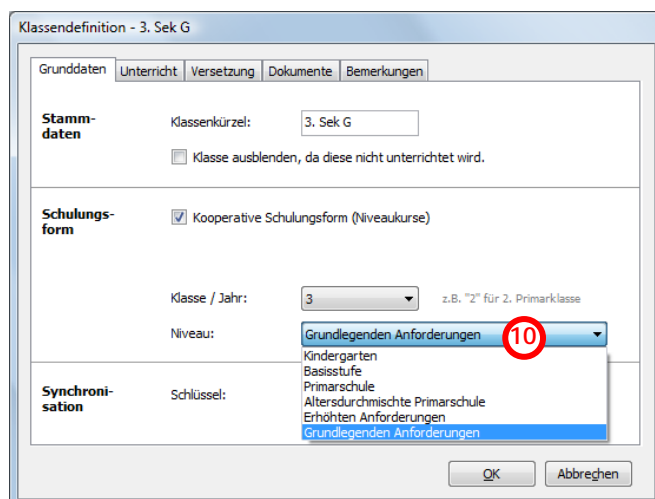 Klassendefinition - 3. Sek G
Grunddaten Unterricht Versetzung Dokumente Bemerkungen
Stamm-
daten
Klassenkürzel: 3. Sek G
Klasse ausblenden, da diese nicht unterrichtet wird.
Schulungs-
form
Kooperative Schulungsform (Niveaukurse)
Klasse / Jahr: 3 z.B. "2" für 2. Primarklasse
Niveau: Grundlegenden Anforderungen 10
Kindergarten
Basisstufe
Primarschule
Altersdurchmischte Primarschule
Erhöhten Anforderungen
Grundlegenden Anforderungen
Synchroni-
sation
Schlüssel:
OK Abbrechen